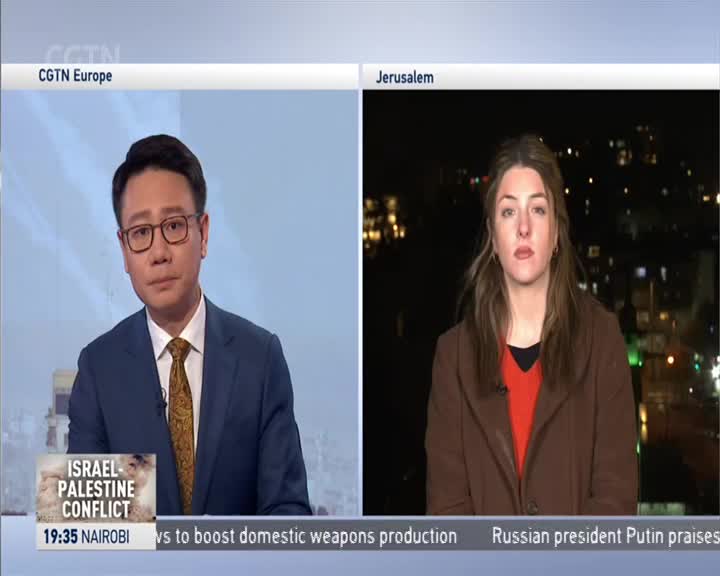 CGTN
CGTN Europe
Jerusalem
ISRAEL-
PALESTINE
CONFLICT
19:35 NAIROBI
to boost domestic weapons production Russian president Putin praises